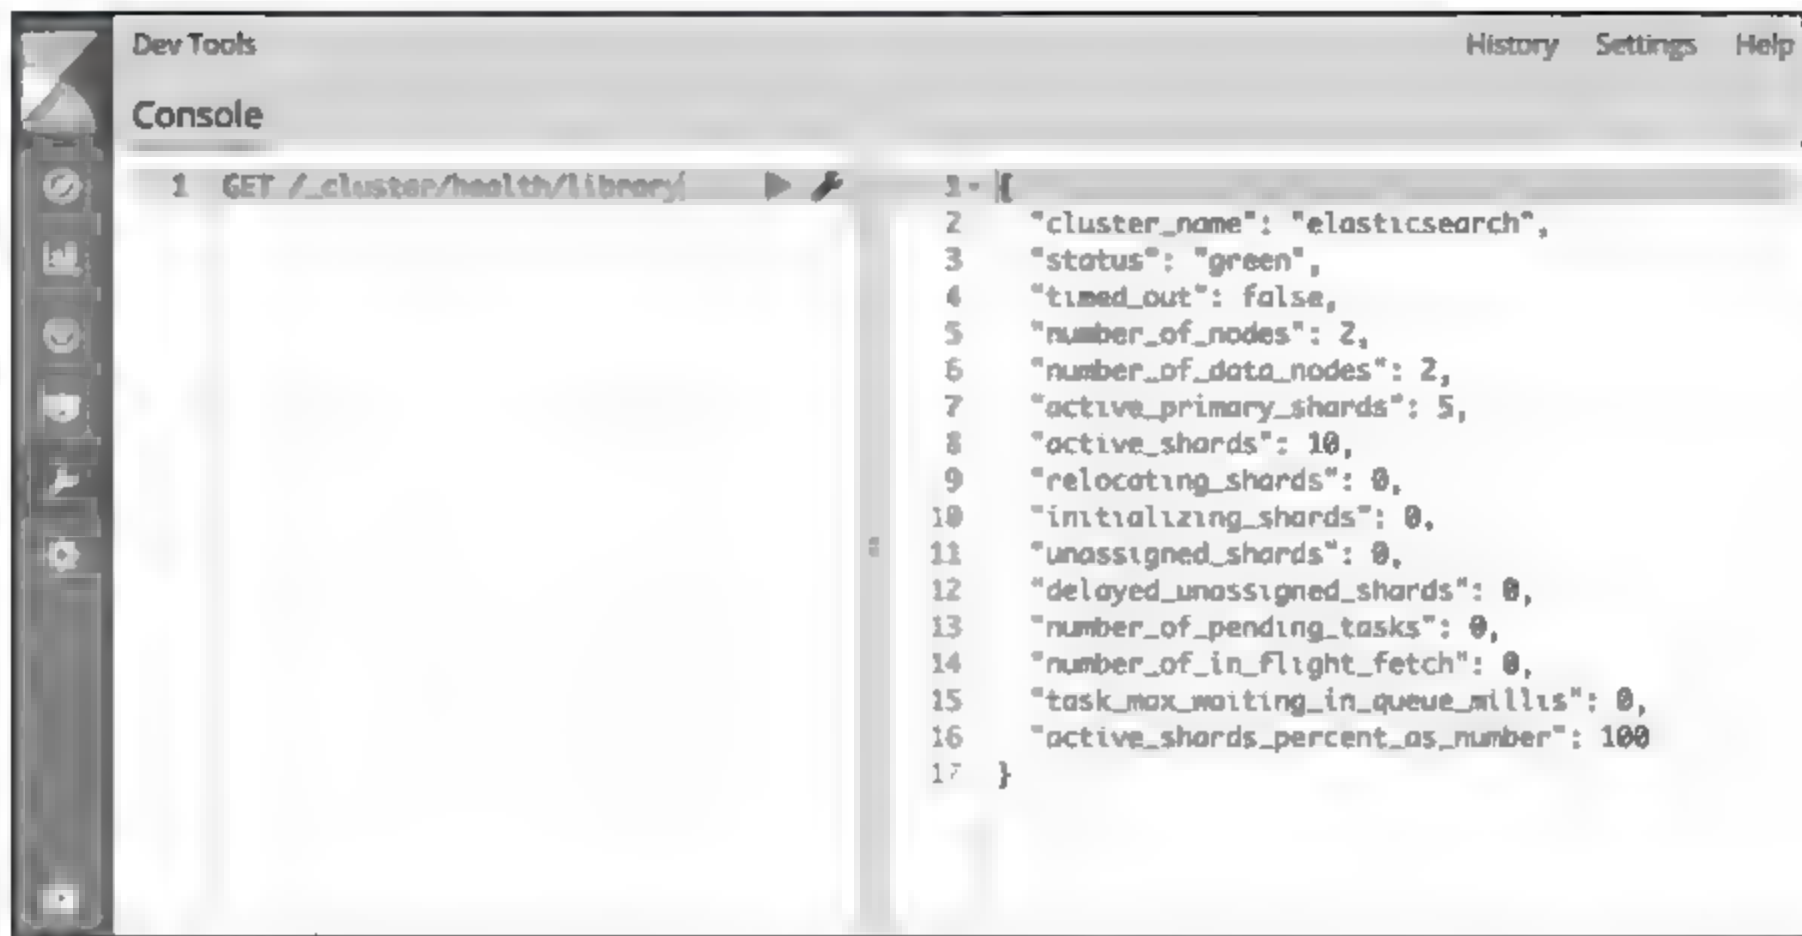 Dev Tools
History Settings Help
Console
1 GET /_cluster/health/library
1 {
2 "cluster_name": "elasticsearch",
3 "status": "green",
4 "timed_out": false,
5 "number_of_nodes": 2,
6 "number_of_data_nodes": 2,
7 "active_primary_shards": 5,
8 "active_shards": 10,
9 "relocating_shards": 0,
10 "initializing_shards": 0,
11 "unassigned_shards": 0,
12 "delayed_unassigned_shards": 0,
13 "number_of_pending_tasks": 0,
14 "number_of_in_flight_fetch": 0,
15 "task_max_waiting_in_queue_millis": 0,
16 "active_shards_percent_as_number": 100
17 }